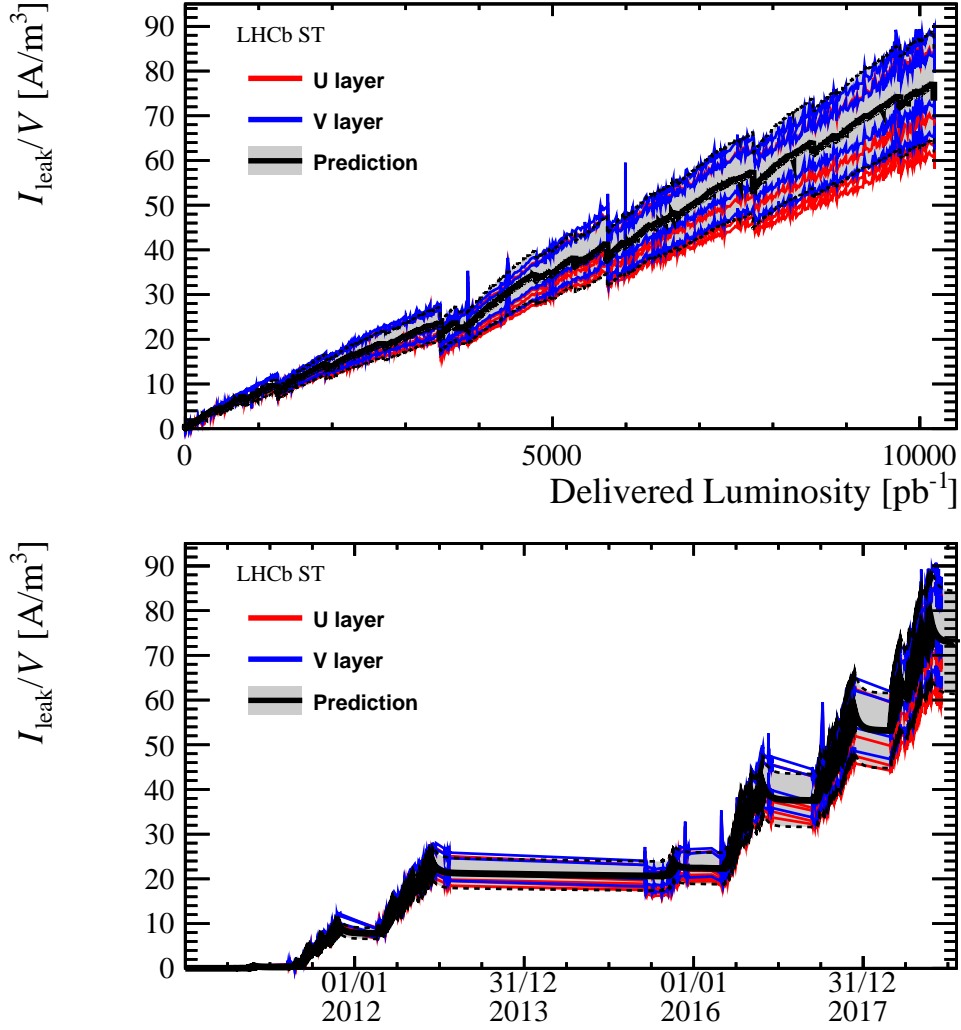 I_leak/V [A/m³]
90
80
70
60
50
40
30
20
10
0
LHCb ST
U layer
V layer
Prediction
0 5000 10000
Delivered Luminosity [pb⁻¹]
I_leak/V [A/m³]
90
80
70
60
50
40
30
20
10
0
LHCb ST
U layer
V layer
Prediction
01/01 31/12 01/01 31/12
2012 2013 2016 2017